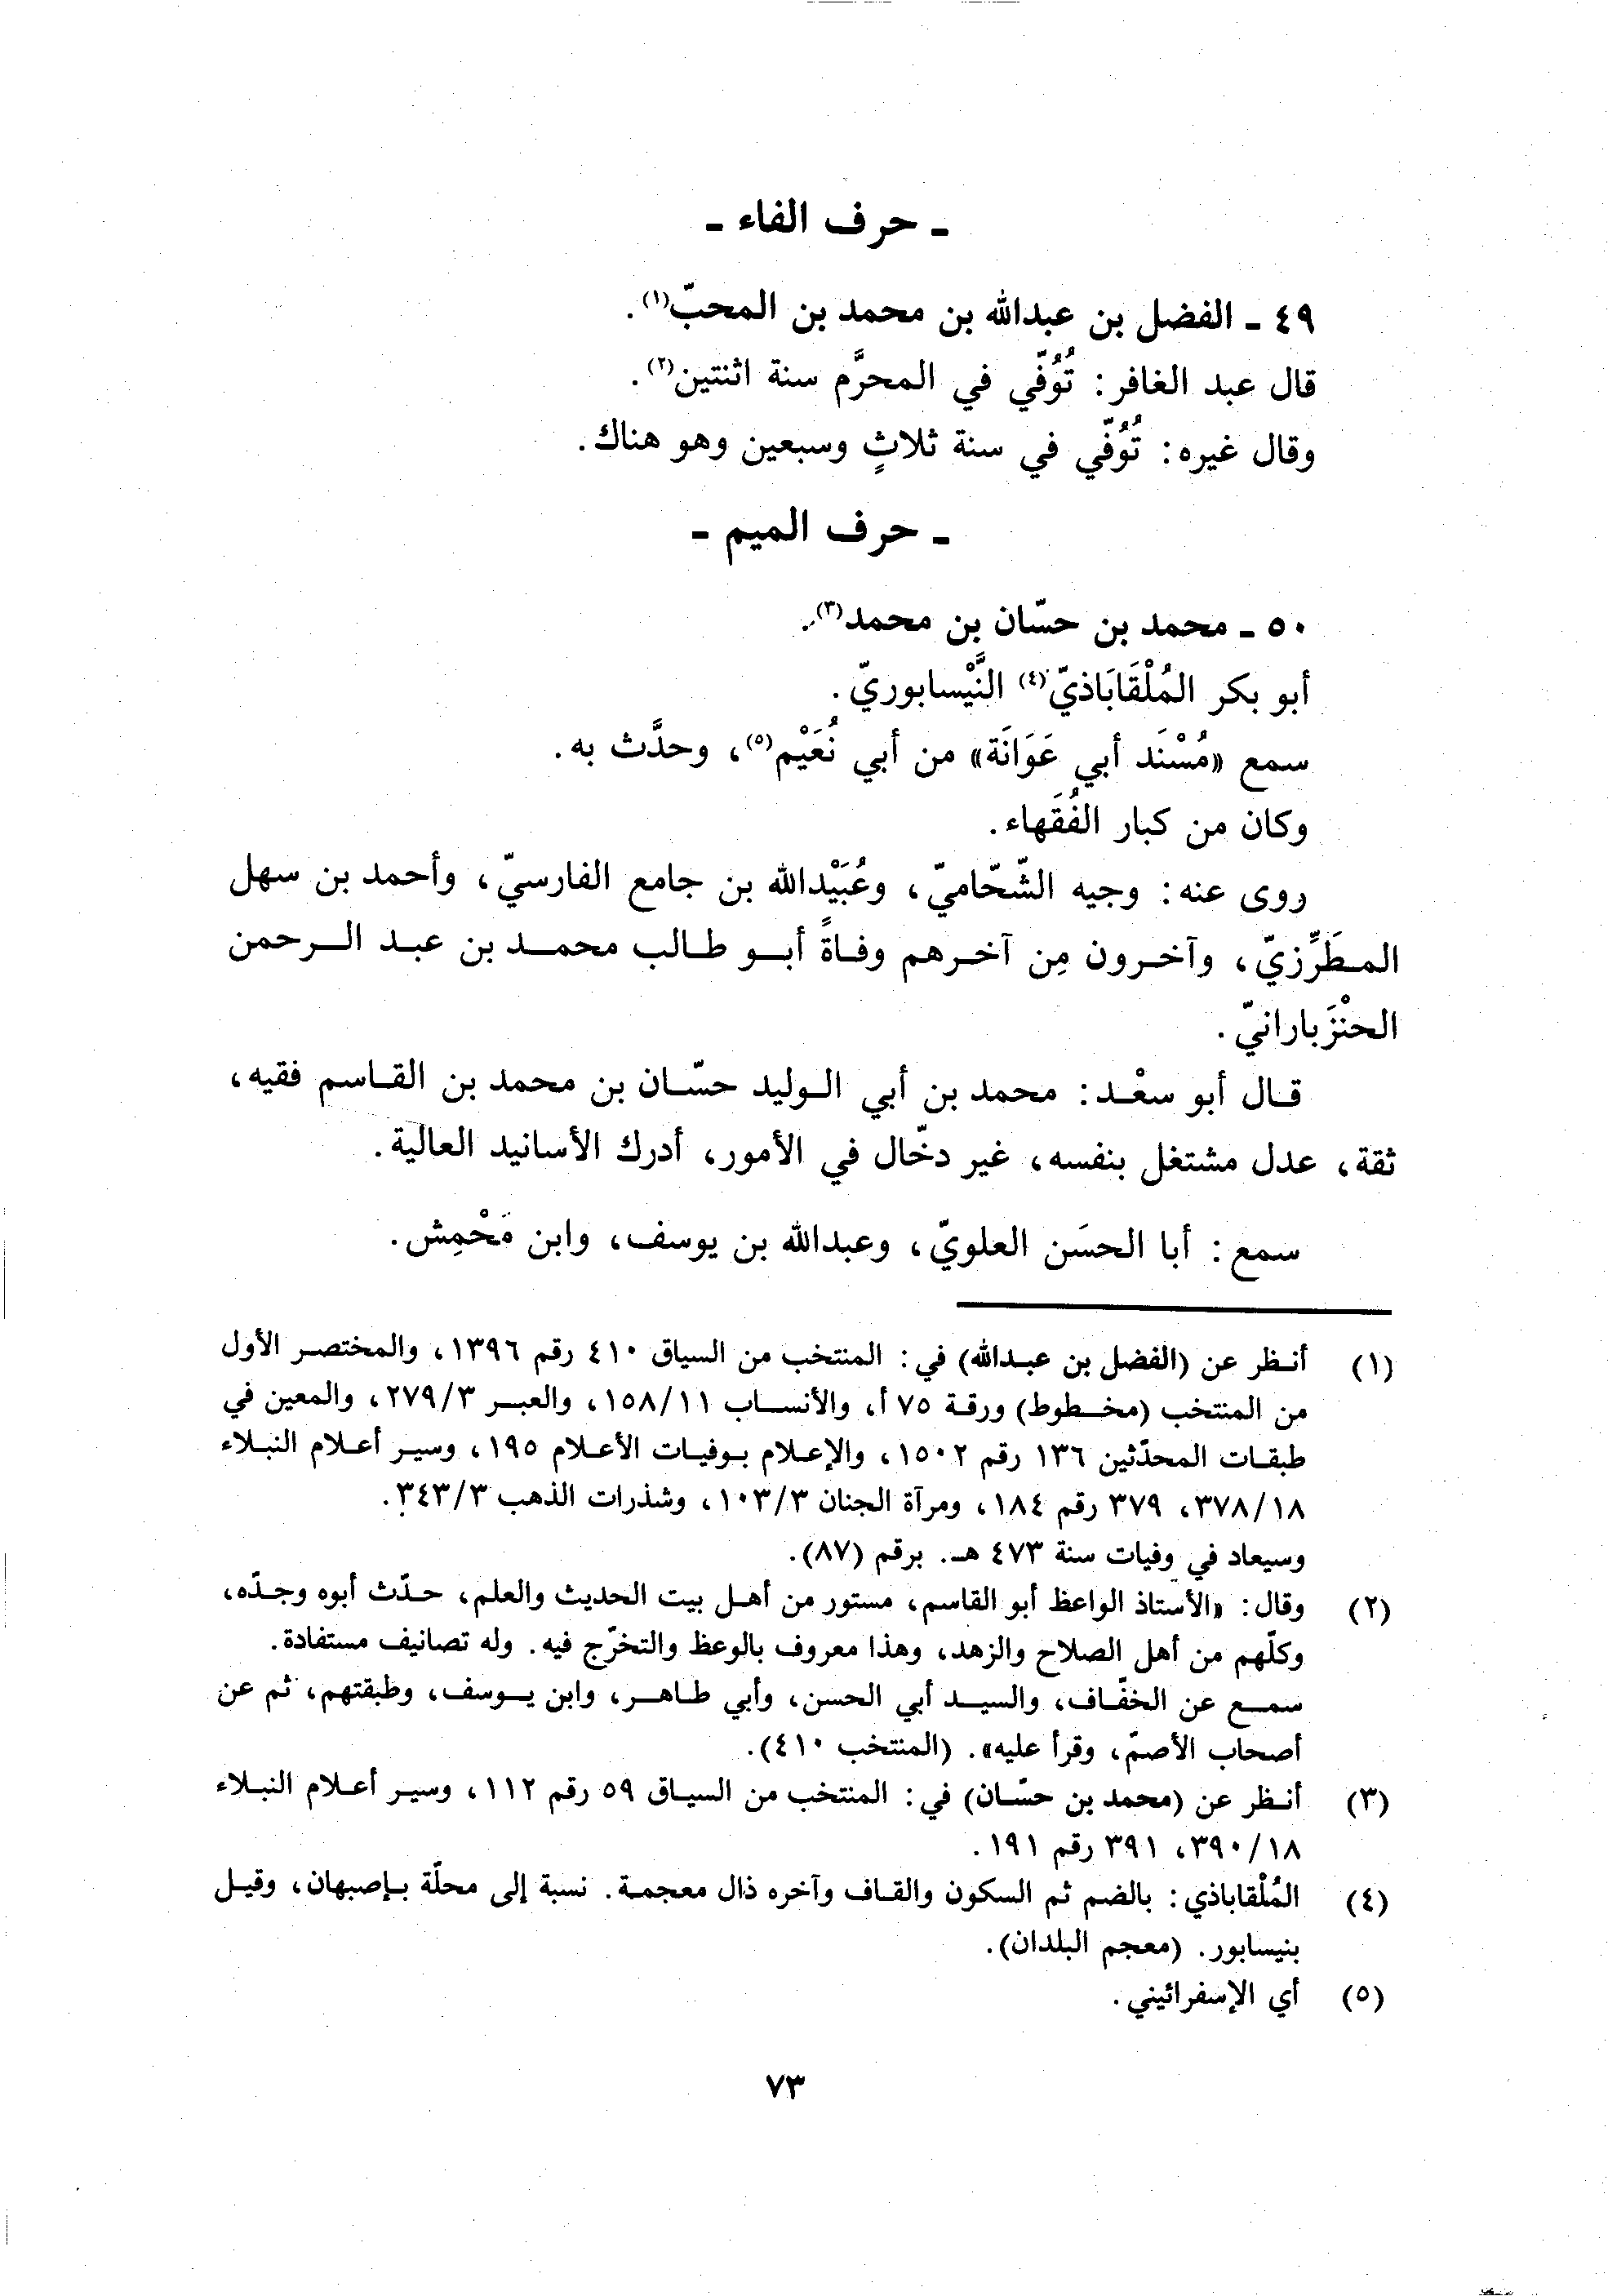 ـ حرف الفاء ـ
٤٩ ـ الفضل بن عبدالله بن محمد بن المحبّ(١).
قال عبد الغافر: تُوُفّي في المحرَّم سنة اثنتين(٢).
وقال غيره: تُوُفّي في سنة ثلاثٍ وسبعين وهو هناك.
ـ حرف الميم ـ
٥٠ ـ محمد بن حسّان بن محمد(٣).
أبو بكر المُلْقَابَاذيّ(٤) النَّيْسابوريّ.
سمع «مُسْنَد أبي عَوَانَة» من أبي نُعَيْم(٥)، وحدَّث به.
وكان من كبار الفُقَهاء.
روى عنه: وجيه الشّحّاميّ، وعُبَيْدالله بن جامع الفارسيّ، وأحمد بن سهل
المطَرِّزيّ، وآخرون مِن آخرهم وفاةً أبو طالب محمد بن عبد الرحمن
الحنْزَبارانيّ.
قال أبو سعْد: محمد بن أبي الوليد حسّان بن محمد بن القاسم فقيه،
ثقة، عدل مشتغل بنفسه، غير دخّال في الأمور، أدرك الأسانيد العالية.
سمع: أبا الحسَن العلويّ، وعبدالله بن يوسف، وابن مَحْمِش.
(١) أنظر عن (الفضل بن عبدالله) في: المنتخب من السياق ٤١٠ رقم ١٣٩٦، والمختصر الأول
من المنتخب (مخطوط) ورقة ٧٥ أ، والأنساب ١٥٨/١١، والعبر ٢٧٩/٣، والمعين في
طبقات المحدّثين ١٣٦ رقم ١٥٠٢، والإعلام بوفيات الأعلام ١٩٥، وسير أعلام النبلاء
٣٧٨/١٨، ٣٧٩ رقم ١٨٤، ومرآة الجنان ١٠٣/٣، وشذرات الذهب ٣٤٣/٣.
وسيعاد في وفيات سنة ٤٧٣ هـ. برقم (٨٧).
(٢) وقال: «الأستاذ الواعظ أبو القاسم، مستور من أهل بيت الحديث والعلم، حدّث أبوه وجدّه،
وكلّهم من أهل الصلاح والزهد، وهذا معروف بالوعظ والتخرّج فيه. وله تصانيف مستفادة.
سمع عن الخفّاف، والسيد أبي الحسن، وأبي طاهر، وابن يوسف، وطبقتهم، ثم عن
أصحاب الأصمّ، وقرأ عليه». (المنتخب ٤١٠).
(٣) أنظر عن (محمد بن حسّان) في: المنتخب من السياق ٥٩ رقم ١١٢، وسير أعلام النبلاء
٣٩٠/١٨، ٣٩١ رقم ١٩١.
(٤) المُلْقاباذي: بالضم ثم السكون والقاف وآخره ذال معجمة. نسبة إلى محلّة بإصبهان، وقيل
بنيسابور. (معجم البلدان).
(٥) أي الإسفرائيني.
٧٣